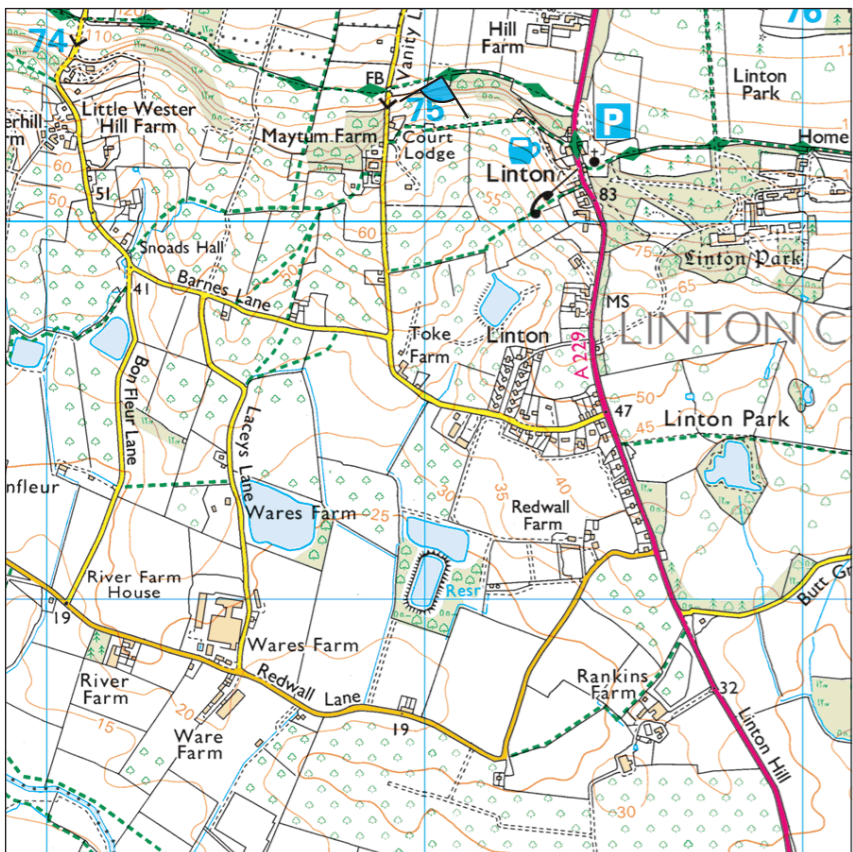 74
110
Vanity L
Hill
Farm
76
FB
75
P
Linton
Park
Little Wester
Hill Farm
erhill
m
Maytum Farm
Court
Lodge
Home
Linton
60
50
51
55
83
60
75
65
Linton Park
Snoads Hall
50
41
Barnes Lane
MS
Toke
Farm
Linton
LINTON C
A 229
Bon Fleur Lane
Laceys Lane
50
45
47
Linton Park
nfleur
Wares Farm
25
30
35
40
Redwall
Farm
River Farm
House
Resr
Butt Gr
19
Wares Farm
River
Farm
Redwall Lane
Rankins
Farm
32
20
15
19
Ware
Farm
Linton Hill
30